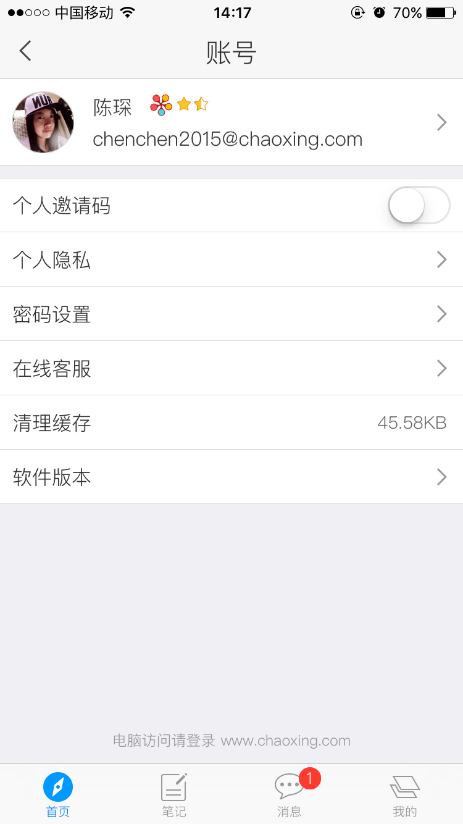 中国移动 14:17 70%
账号
陈琛
chenchen2015@chaoxing.com
个人邀请码
个人隐私
密码设置
在线客服
清理缓存 45.58KB
软件版本
电脑访问请登录 www.chaoxing.com
1
首页 笔记 消息 我的